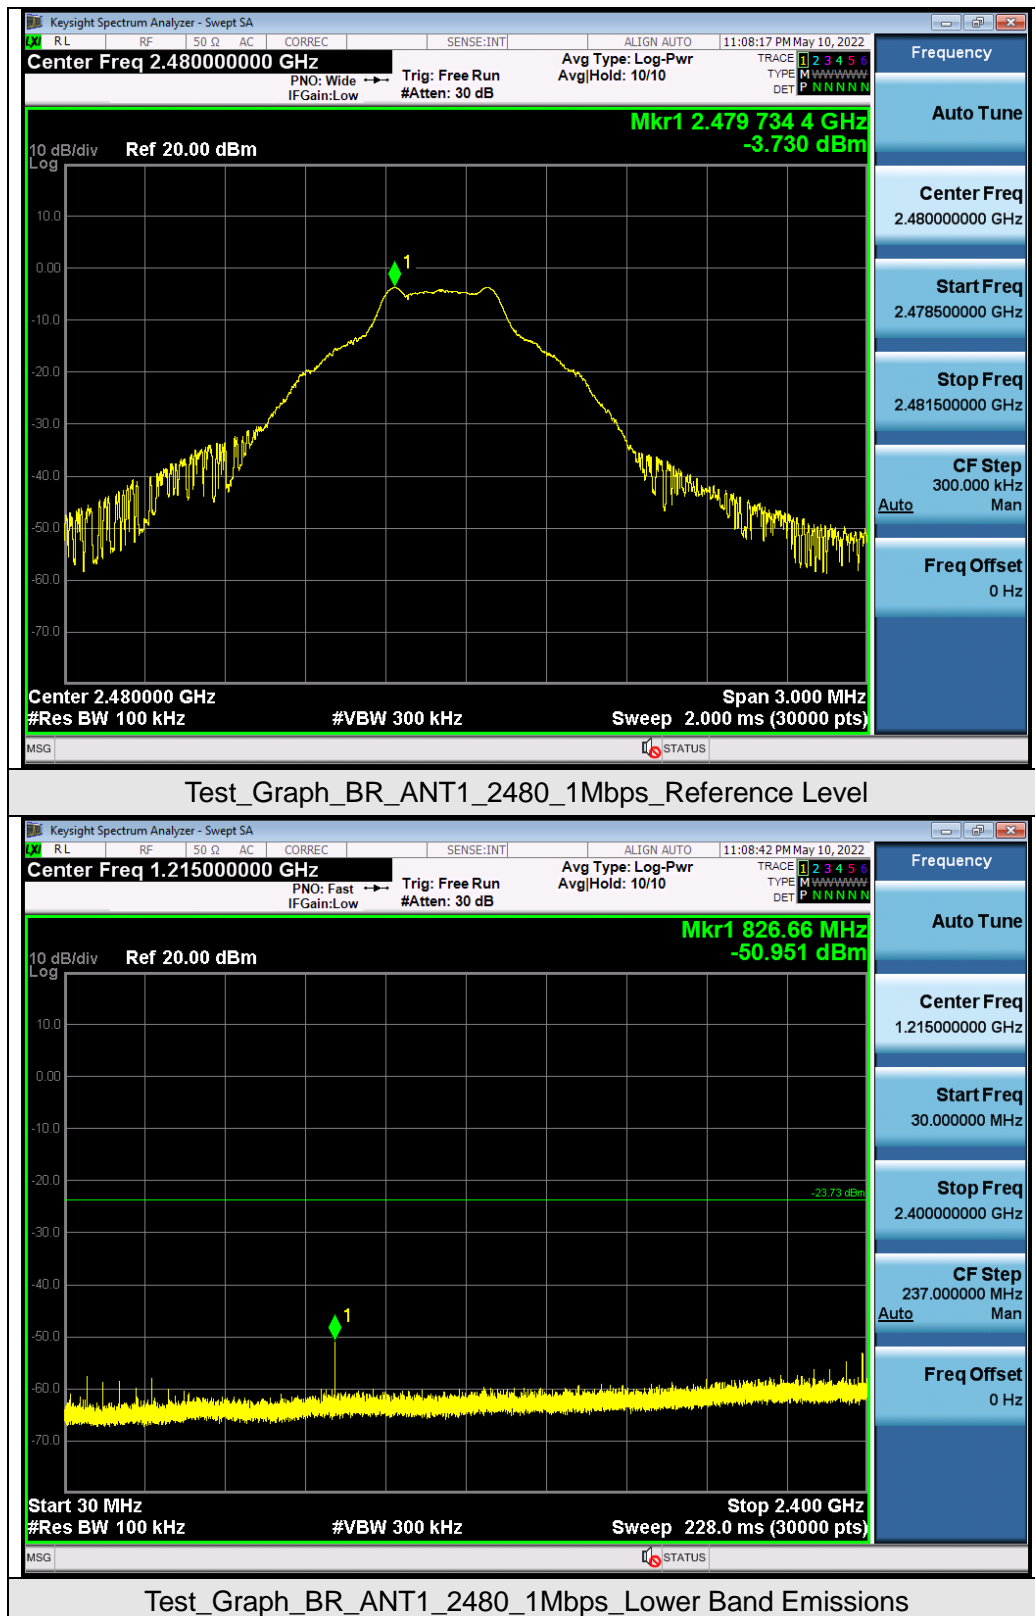 Keysight Spectrum Analyzer - Swept SA
LXI RL RF 50 Ω AC CORREC SENSE:INT ALIGN AUTO 11:08:17 PM May 10, 2022
Center Freq 2.480000000 GHz
PNO: Wide
IFGain:Low
Trig: Free Run
#Atten: 30 dB
Avg Type: Log-Pwr
Avg|Hold: 10/10
TRACE 1 2 3 4 5 6
TYPE M WWWWW
DET P N N N N N
Frequency
Mkr1 2.479 734 4 GHz
-3.730 dBm
10 dB/div Ref 20.00 dBm
Log
10.0
0.00
-10.0
-20.0
-30.0
-40.0
-50.0
-60.0
-70.0
1
Center 2.480000 GHz Span 3.000 MHz
#Res BW 100 kHz #VBW 300 kHz Sweep 2.000 ms (30000 pts)
MSG STATUS
Auto Tune
Center Freq
2.480000000 GHz
Start Freq
2.478500000 GHz
Stop Freq
2.481500000 GHz
CF Step
300.000 kHz
Auto Man
Freq Offset
0 Hz
Test_Graph_BR_ANT1_2480_1Mbps_Reference Level
Keysight Spectrum Analyzer - Swept SA
LXI RL RF 50 Ω AC CORREC SENSE:INT ALIGN AUTO 11:08:42 PM May 10, 2022
Center Freq 1.215000000 GHz
PNO: Fast
IFGain:Low
Trig: Free Run
#Atten: 30 dB
Avg Type: Log-Pwr
Avg|Hold: 10/10
TRACE 1 2 3 4 5 6
TYPE M WWWWW
DET P N N N N N
Frequency
Mkr1 826.66 MHz
-50.951 dBm
10 dB/div Ref 20.00 dBm
Log
10.0
0.00
-10.0
-20.0
-30.0
-40.0
-50.0
-60.0
-70.0
-23.73 dBm
1
Start 30 MHz Stop 2.400 GHz
#Res BW 100 kHz #VBW 300 kHz Sweep 228.0 ms (30000 pts)
MSG STATUS
Auto Tune
Center Freq
1.215000000 GHz
Start Freq
30.000000 MHz
Stop Freq
2.400000000 GHz
CF Step
237.000000 MHz
Auto Man
Freq Offset
0 Hz
Test_Graph_BR_ANT1_2480_1Mbps_Lower Band Emissions